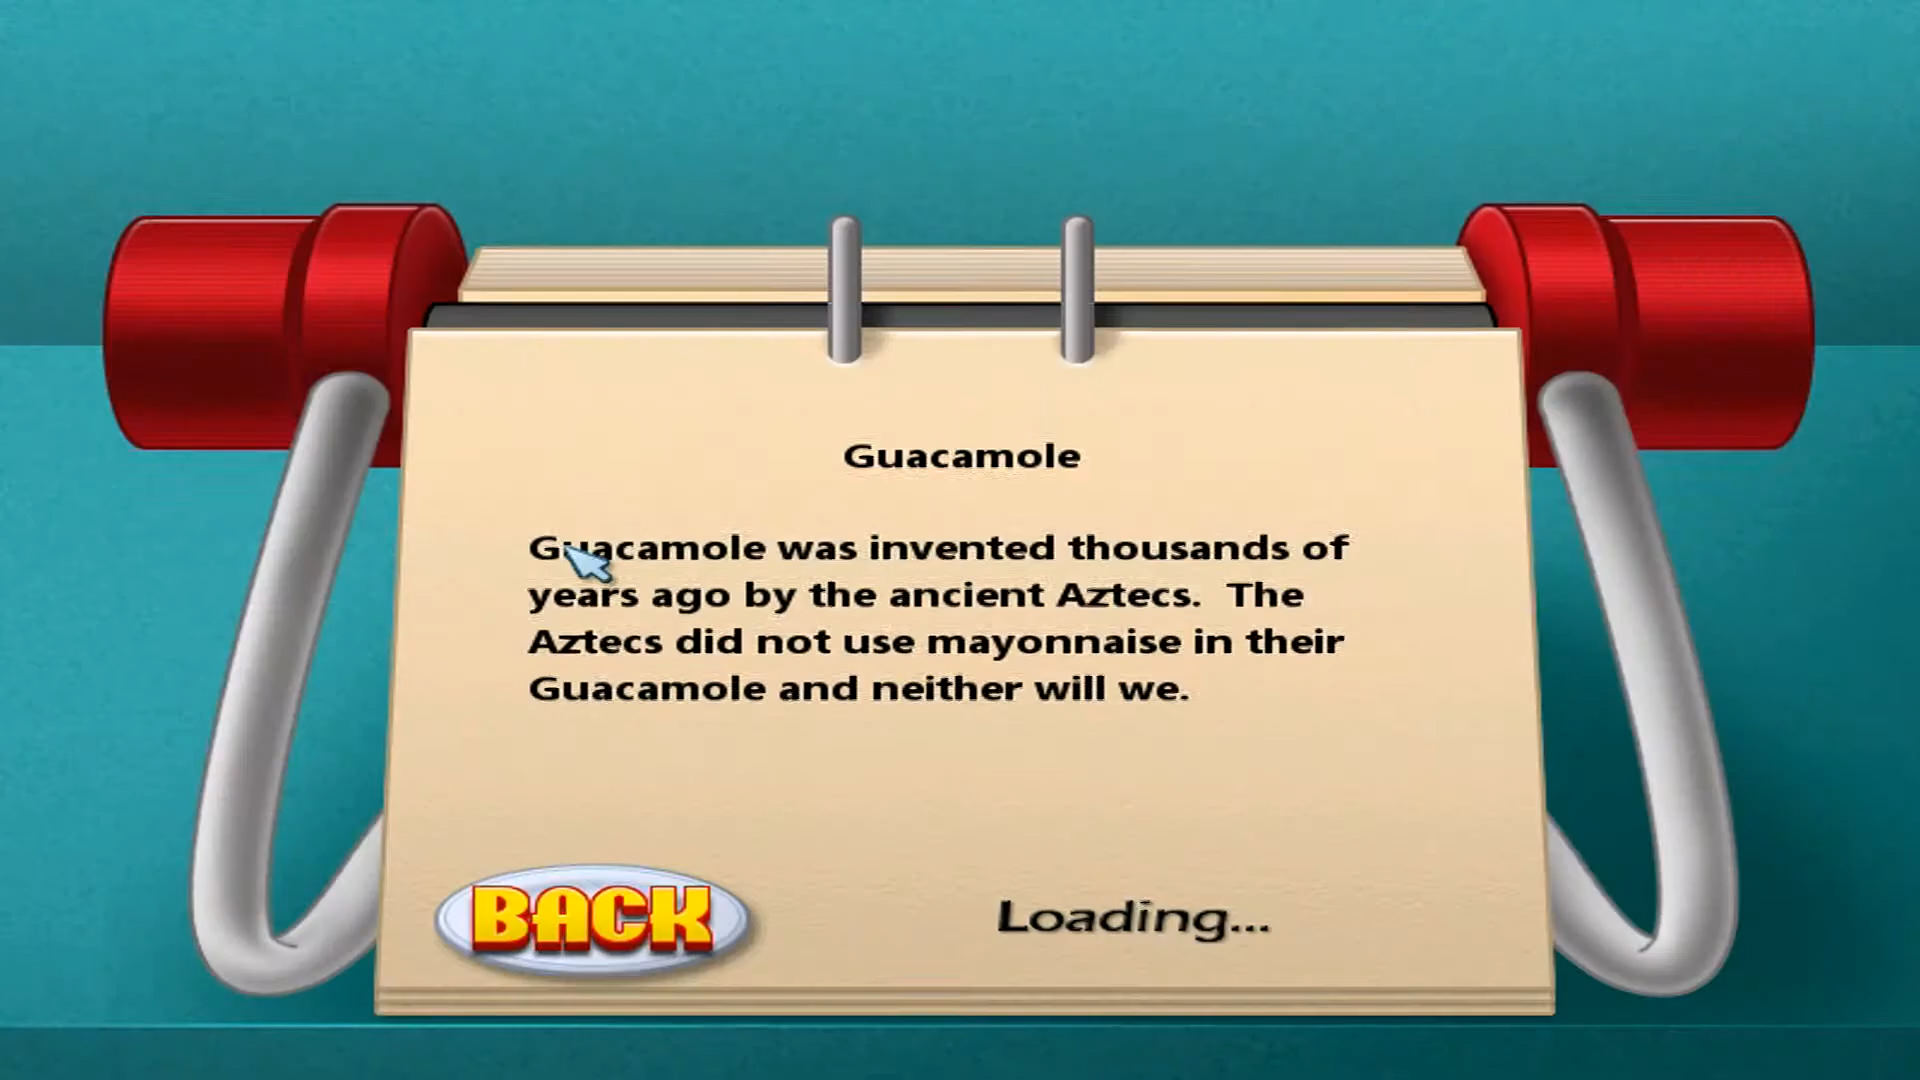 Guacamole
Guacamole was invented thousands of
years ago by the ancient Aztecs.  The
Aztecs did not use mayonnaise in their
Guacamole and neither will we.
BACK
Loading...